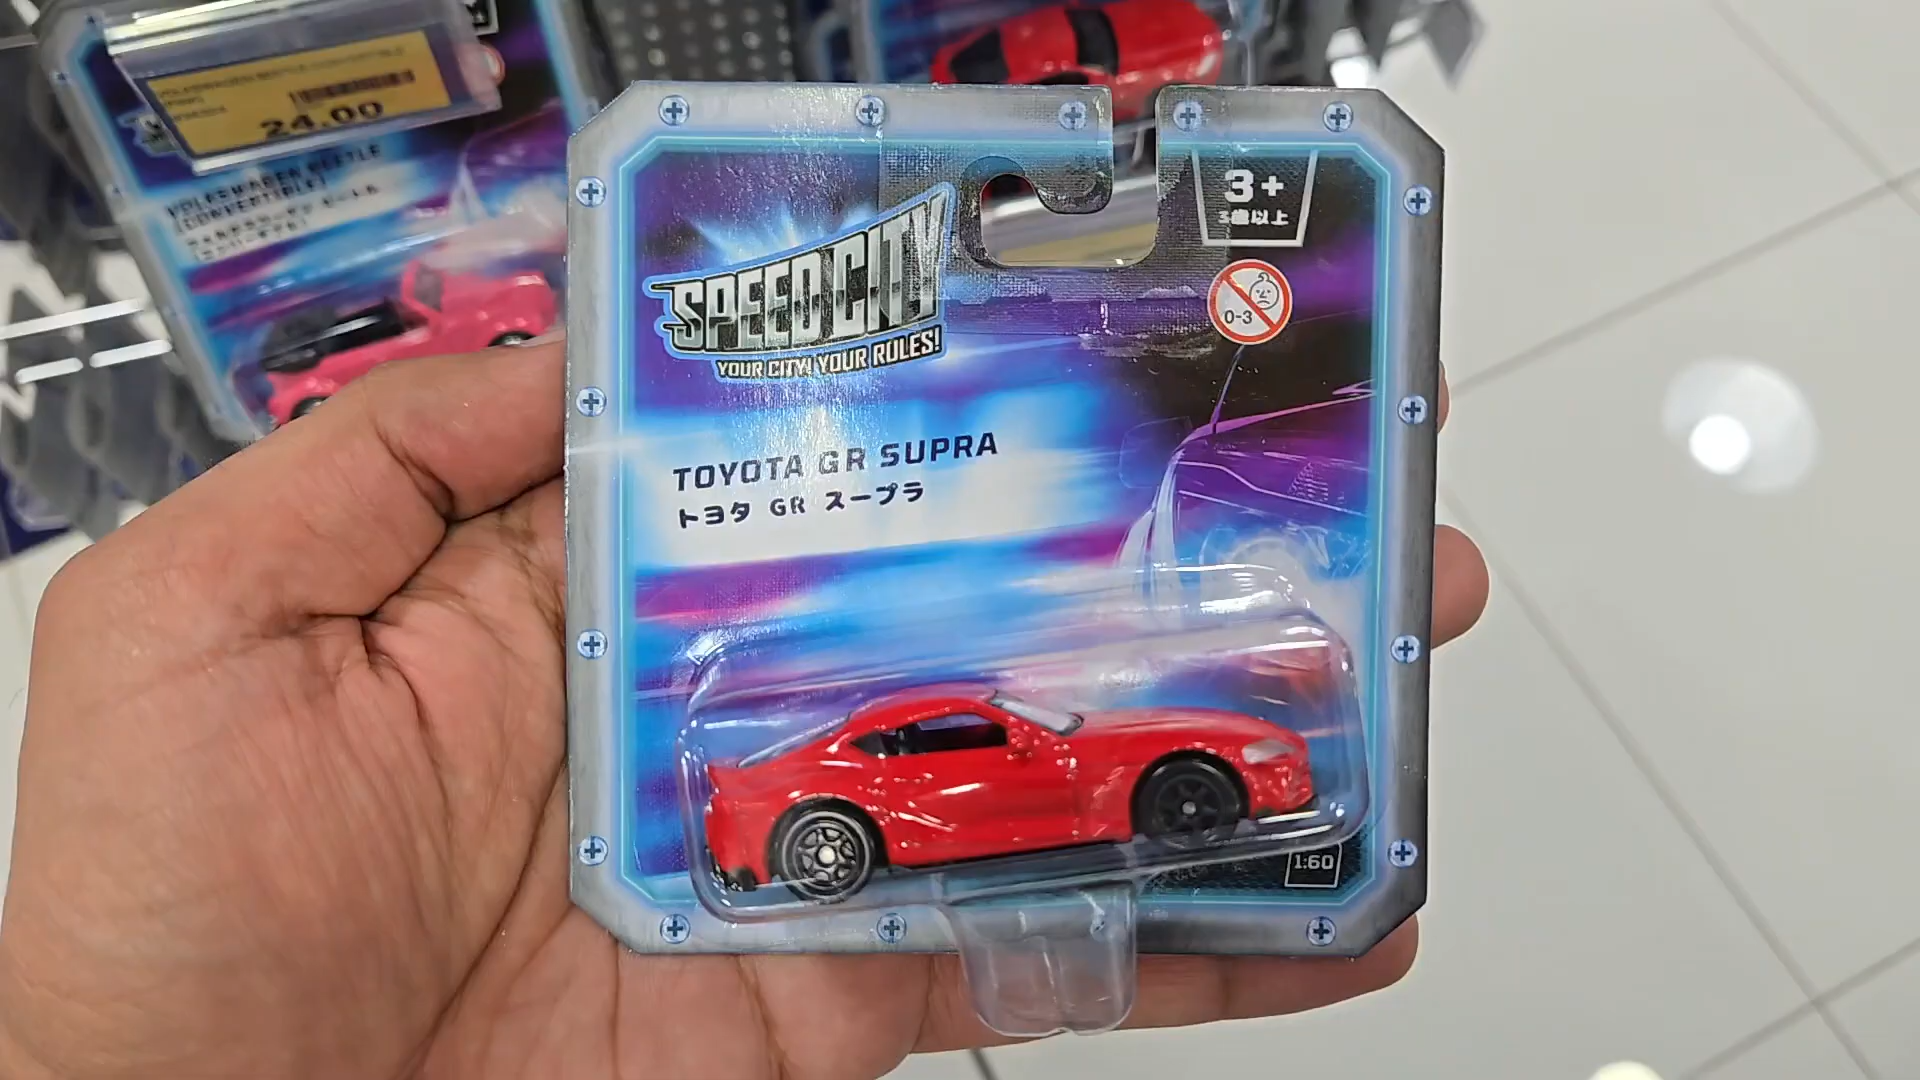 24.00
VOLKSWAGEN BEETLE
(CONVERTIBLE)
SPEED CITY
YOUR CITY! YOUR RULES!
3+
3歳以上
0-3
TOYOTA GR SUPRA
トヨタ GR スープラ
1:60